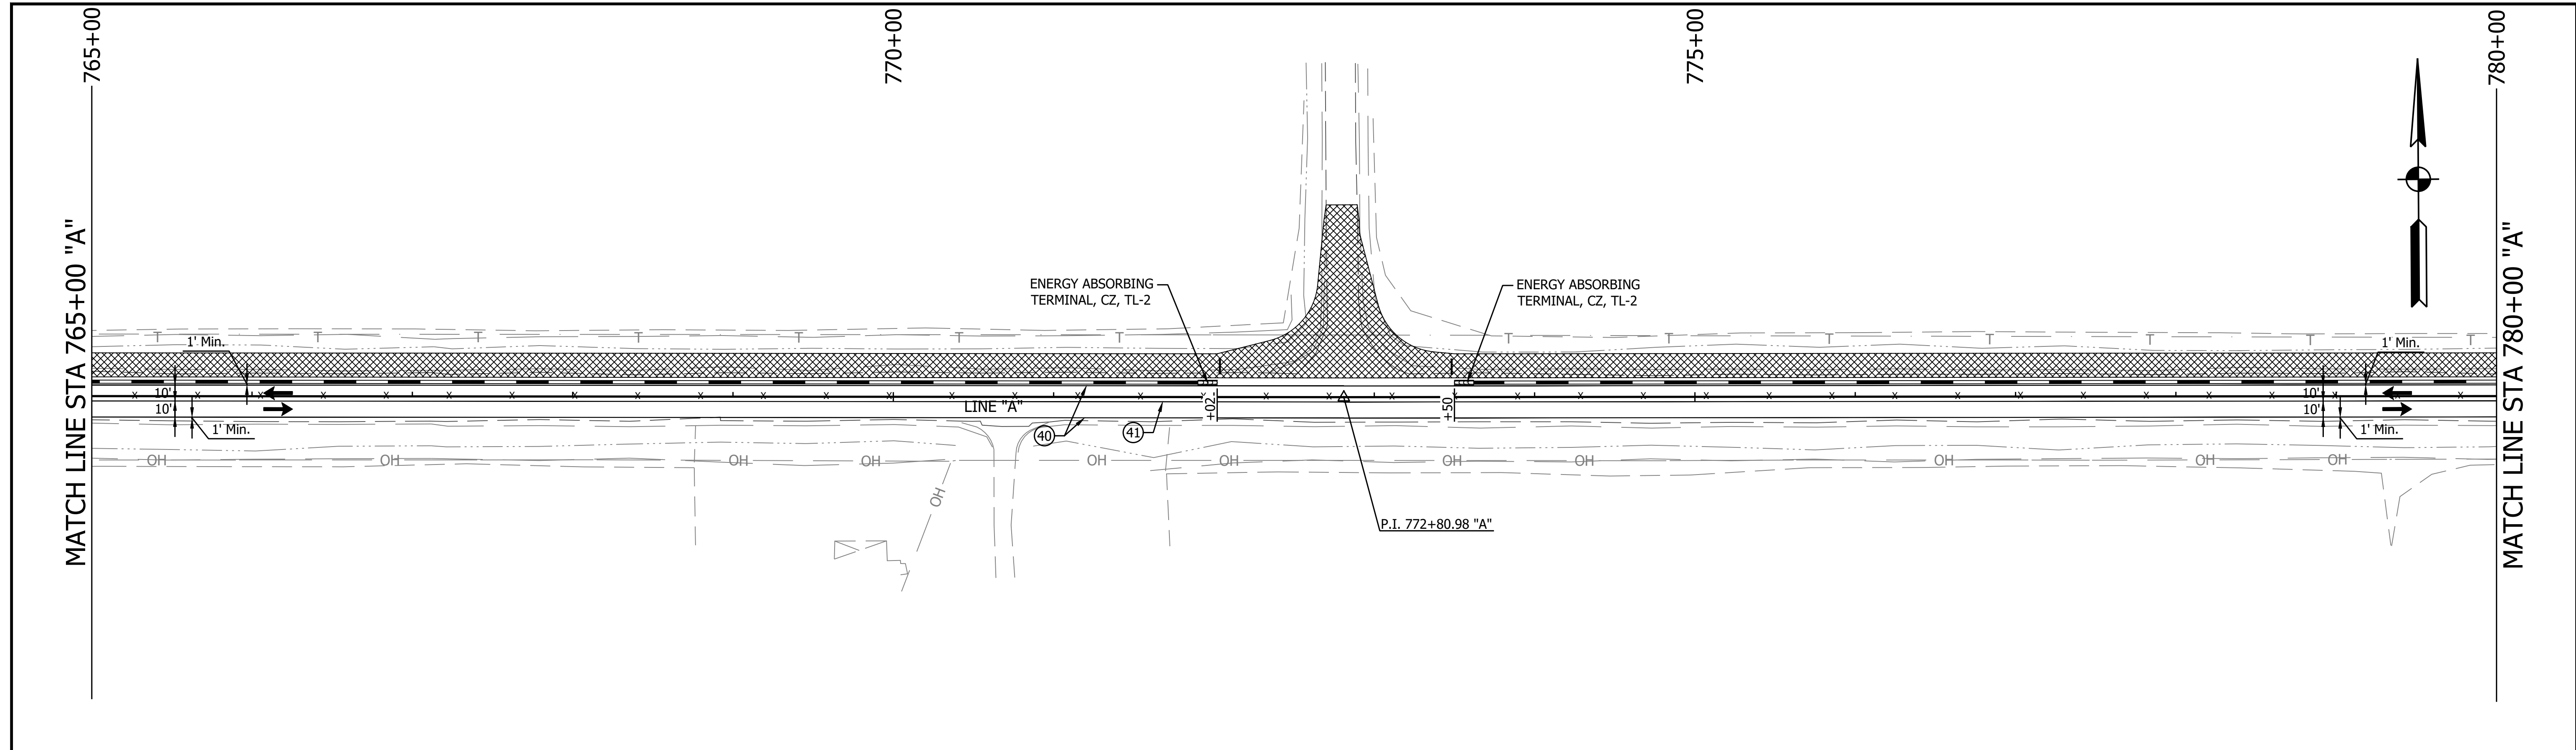 765+00
770+00
775+00
780+00
MATCH LINE STA 765+00 "A"
MATCH LINE STA 780+00 "A"
ENERGY ABSORBING
TERMINAL, CZ, TL-2
ENERGY ABSORBING
TERMINAL, CZ, TL-2
T T T T T T T T T T T T T T
1' Min.
1' Min.
10'
10'
10'
10'
LINE "A"
+02
+50
1' Min.
1' Min.
40
41
OH OH OH OH OH OH OH OH OH OH OH
OH
P.I. 772+80.98 "A"